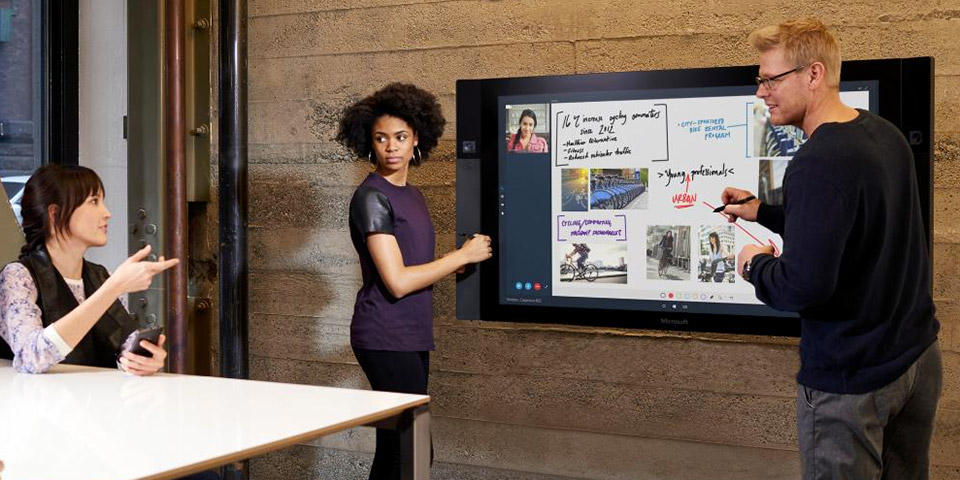 16% increase cycling commuters
since 2012
- Healthier alternative
- Fitness
- Reduced vehicular traffic
• CITY-SPONSORED
BIKE RENTAL
PROGRAM
> Young professionals <
URBAN
CYCLING/COMMUTING
Microsoft